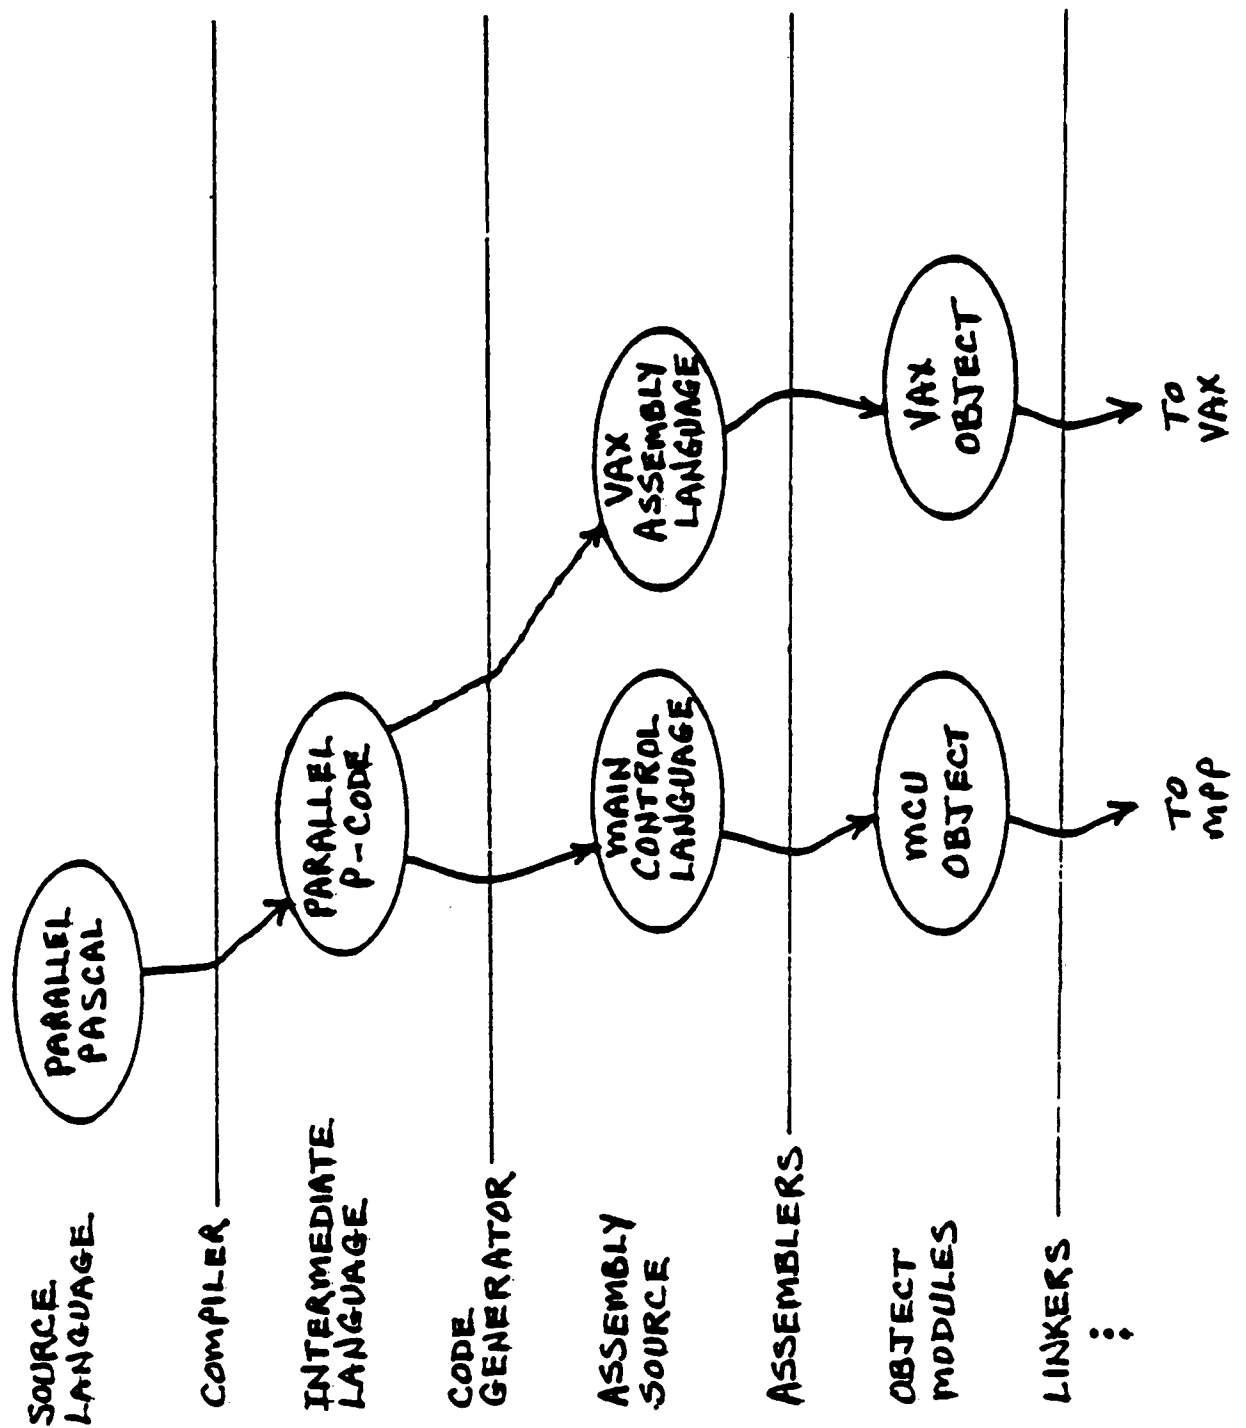 SOURCE
LANGUAGE
PARALLEL
PASCAL
COMPILER
INTERMEDIATE
LANGUAGE
PARALLEL
P-CODE
CODE
GENERATOR
ASSEMBLY
SOURCE
MAIN
CONTROL
LANGUAGE
VAX
ASSEMBLY
LANGUAGE
ASSEMBLERS
OBJECT
MODULES
MCU
OBJECT
VAX
OBJECT
LINKERS
TO
MPP
TO
VAX